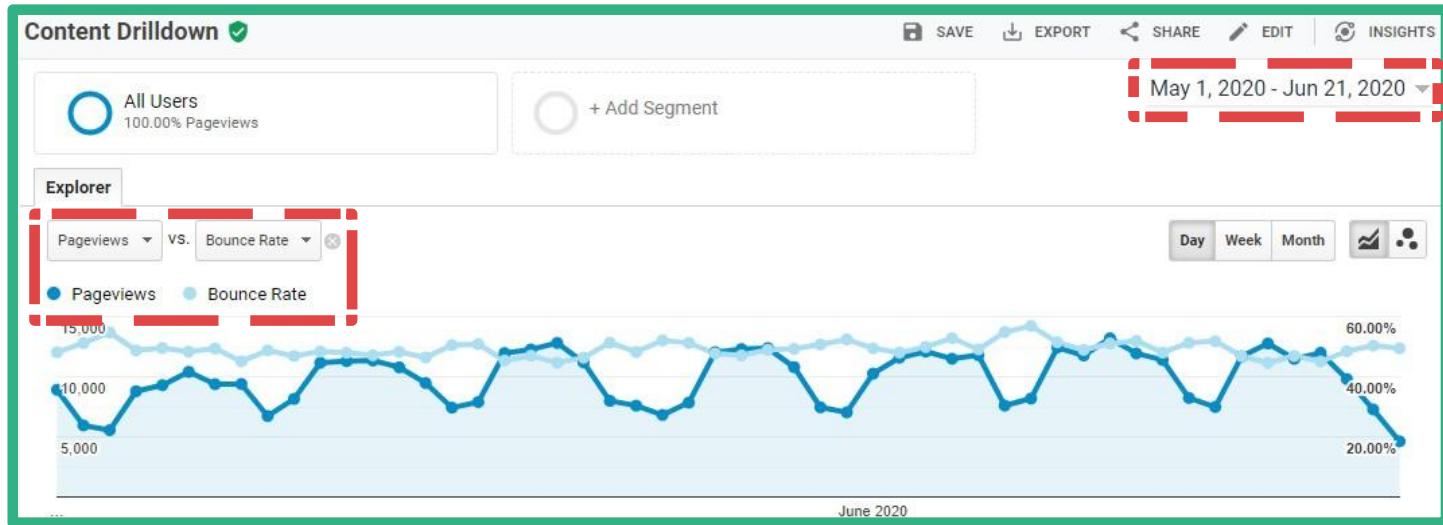 Content Drilldown
SAVE EXPORT SHARE EDIT INSIGHTS
May 1, 2020 - Jun 21, 2020
All Users
100.00% Pageviews
+ Add Segment
Explorer
Pageviews VS. Bounce Rate
Day Week Month
Pageviews Bounce Rate
15,000 60.00%
10,000 40.00%
5,000 20.00%
... June 2020